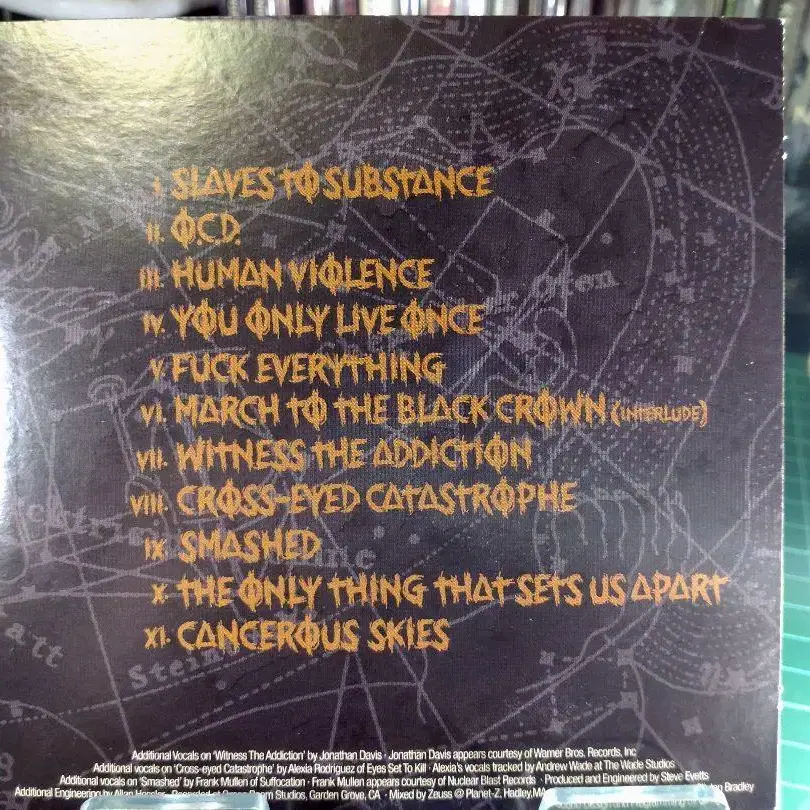 I. SLAVES TO SUBSTANCE
II. O.C.D.
III. HUMAN VIOLENCE
IV. YOU ONLY LIVE ONCE
V. FUCK EVERYTHING
VI. MARCH TO THE BLACK CROWN (INTERLUDE)
VII. WITNESS THE ADDICTION
VIII. CROSS-EYED CATASTROPHE
IX. SMASHED
X. THE ONLY THING THAT SETS US APART
XI. CANCEROUS SKIES
Additional Vocals on 'Witness The Addiction' by Jonathan Davis · Jonathan Davis appears courtesy of Warner Bros. Records, Inc
Additional vocals on 'Cross-eyed Catastrophe' by Alexia Rodriguez of Eyes Set To Kill · Alexia's vocals tracked by Andrew Wade at The Wade Studios
Additional vocals on 'Smashed' by Frank Mullen of Suffocation · Frank Mullen appears courtesy of Nuclear Blast Records · Produced and Engineered by Steve Evetts
Additional Engineering by Allan Room Studios, Garden Grove, CA · Mixed by Zeuss @ Planet-Z, Hadley, MA Bradley